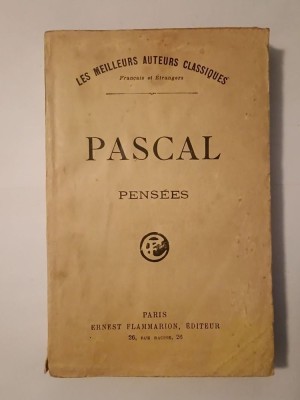 LES MEILLEURS AUTEURS CLASSIQUES
Français et Étrangers
PASCAL
PENSÉES
PARIS
ERNEST FLAMMARION, ÉDITEUR
26, RUE RACINE, 26